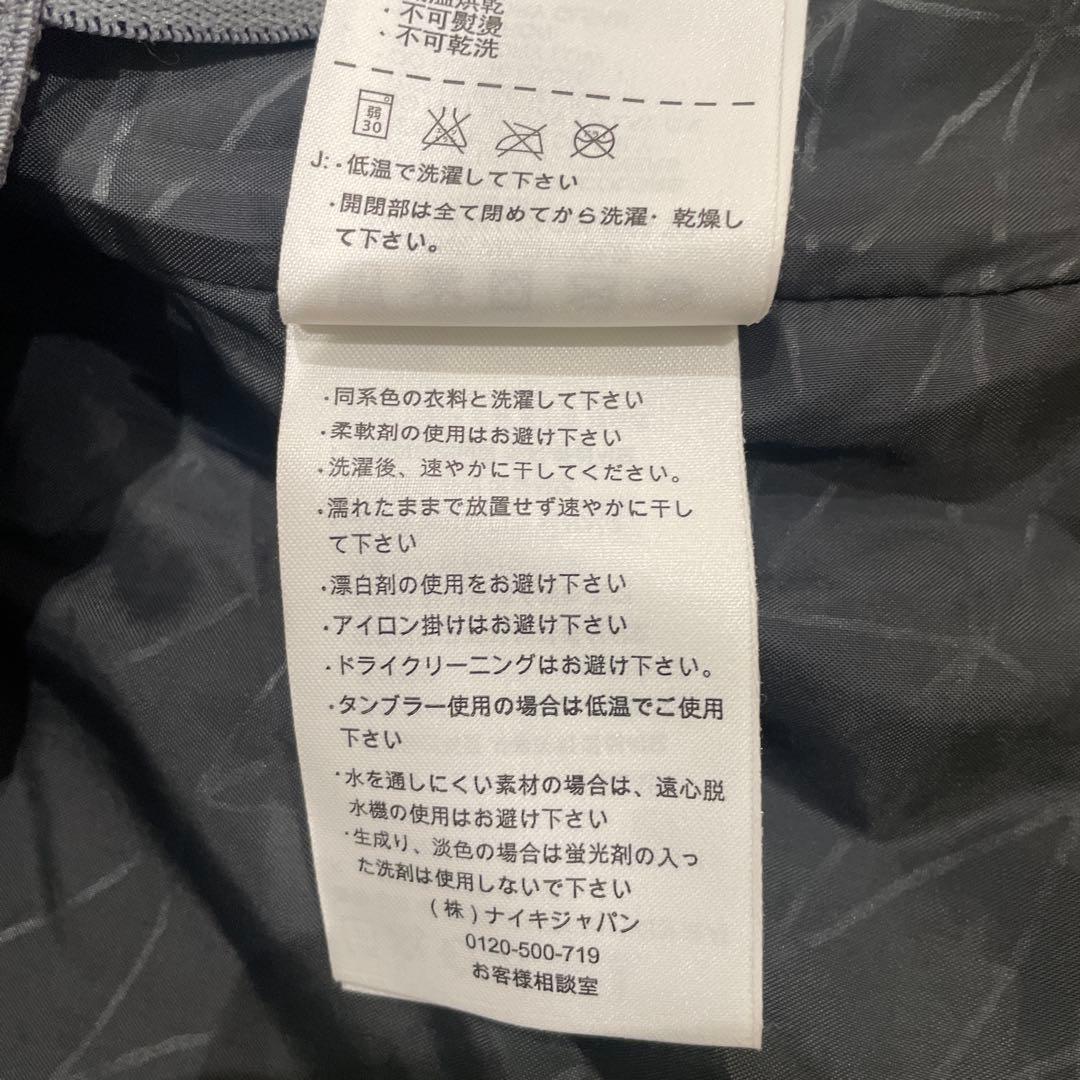 ・不可熨燙
・不可乾洗
弱
30
J:・低温で洗濯して下さい
・開閉部は全て閉めてから洗濯・乾燥し
て下さい。
・同系色の衣料と洗濯して下さい
・柔軟剤の使用はお避け下さい
・洗濯後、速やかに干してください。
・濡れたままで放置せず速やかに干し
て下さい
・漂白剤の使用をお避け下さい
・アイロン掛けはお避け下さい
・ドライクリーニングはお避け下さい。
・タンブラー使用の場合は低温でご使用
下さい
・水を通しにくい素材の場合は、遠心脱
水機の使用はお避け下さい
・生成り、淡色の場合は蛍光剤の入っ
た洗剤は使用しないで下さい
(株)ナイキジャパン
0120-500-719
お客様相談室